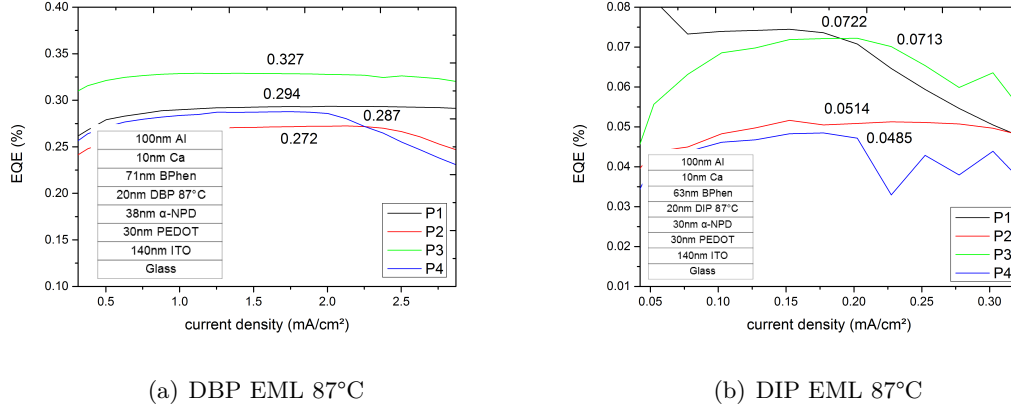 0.40
0.35
0.30
0.25
0.20
0.15
0.10
EQE (%)
0.327
0.294
0.287
0.272
100nm Al
10nm Ca
71nm BPhen
20nm DBP 87°C
38nm α-NPD
30nm PEDOT
140nm ITO
Glass
P1
P2
P3
P4
0.5 1.0 1.5 2.0 2.5
current density (mA/cm²)
(a) DBP EML 87°C
0.08
0.07
0.06
0.05
0.04
0.03
0.02
0.01
EQE (%)
0.0722
0.0713
0.0514
0.0485
100nm Al
10nm Ca
63nm BPhen
20nm DIP 87°C
30nm α-NPD
30nm PEDOT
140nm ITO
Glass
P1
P2
P3
P4
0.05 0.10 0.15 0.20 0.25 0.30
current density (mA/cm²)
(b) DIP EML 87°C